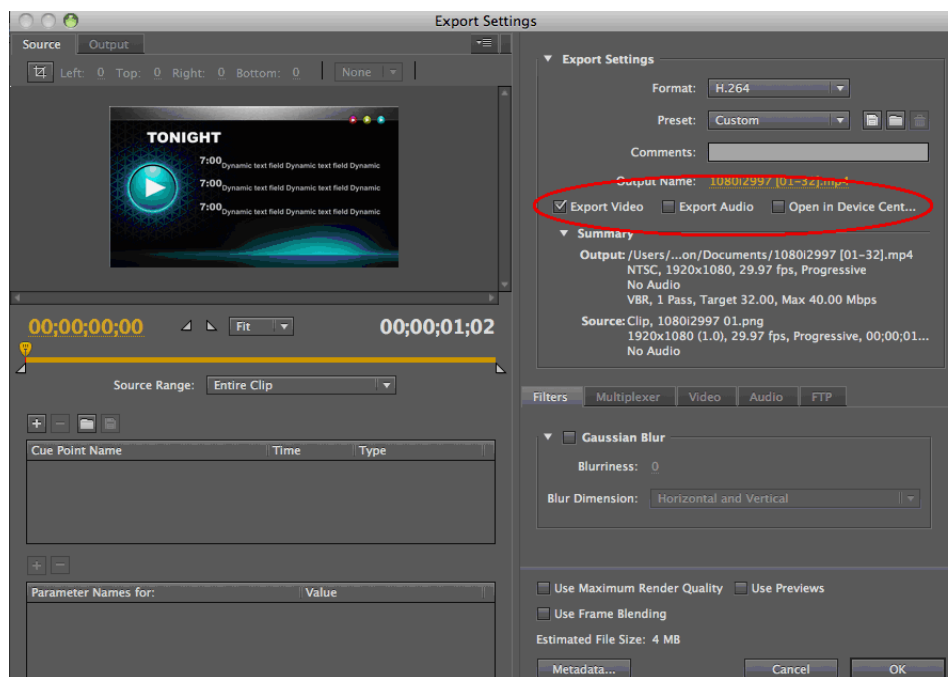 Export Settings
Source Output
Left: 0 Top: 0 Right: 0 Bottom: 0 None
TONIGHT
7:00 Dynamic text field Dynamic text field Dynamic
7:00 Dynamic text field Dynamic text field Dynamic
7:00 Dynamic text field Dynamic text field Dynamic
00;00;00;00 Fit 00;00;01;02
Source Range: Entire Clip
Cue Point Name Time Type
Parameter Names for: Value
Export Settings
Format: H.264
Preset: Custom
Comments:
Output Name: 1080i2997 [01-32].mp4
Export Video Export Audio Open in Device Cent...
Summary
Output: /Users/...on/Documents/1080i2997 [01-32].mp4
NTSC, 1920x1080, 29.97 fps, Progressive
No Audio
VBR, 1 Pass, Target 32.00, Max 40.00 Mbps
Source: Clip, 1080i2997 01.png
1920x1080 (1.0), 29.97 fps, Progressive, 00;00;01...
No Audio
Filters Multiplexer Video Audio FTP
Gaussian Blur
Blurriness: 0
Blur Dimension: Horizontal and Vertical
Use Maximum Render Quality Use Previews
Use Frame Blending
Estimated File Size: 4 MB
Metadata... Cancel OK